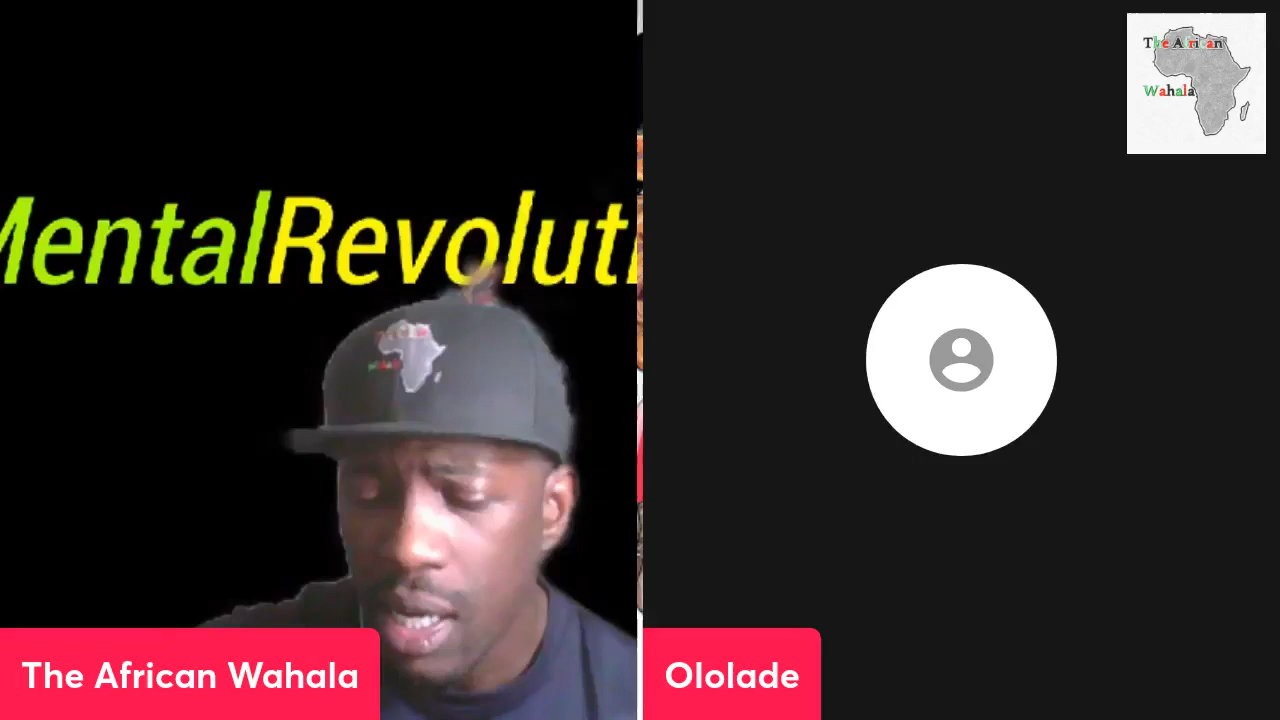 MentalRevoluti
The African
Wahala
The African Wahala
Ololade